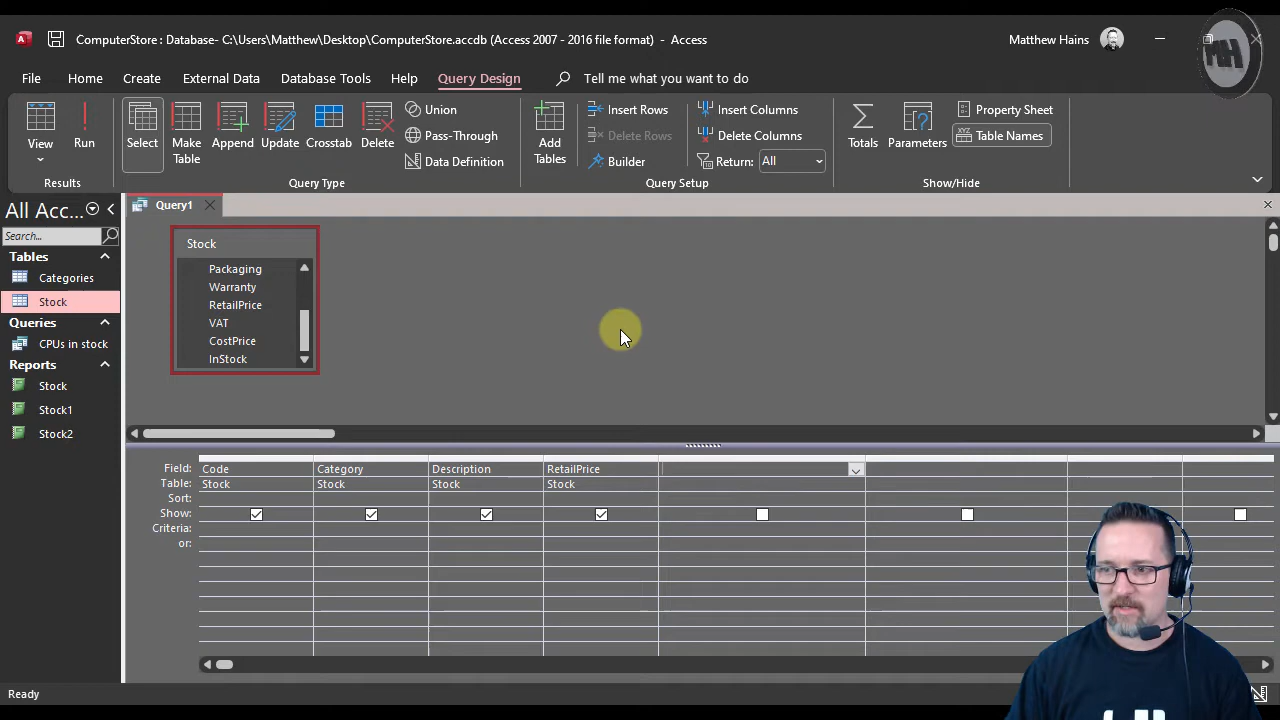 ComputerStore : Database- C:\Users\Matthew\Desktop\ComputerStore.accdb (Access 2007 - 2016 file format) - Access
Matthew Hains
File Home Create External Data Database Tools Help Query Design Tell me what you want to do
View
Run
Results
Select
Make Table
Append
Update
Crosstab
Delete
Union
Pass-Through
Data Definition
Query Type
Add Tables
Insert Rows
Delete Rows
Builder
Insert Columns
Delete Columns
Return: All
Query Setup
Totals
Parameters
Property Sheet
XYZ Table Names
Show/Hide
All Ac...
Search...
Tables
Categories
Stock
Queries
CPUs in stock
Reports
Stock
Stock1
Stock2
Query1
Stock
Packaging
Warranty
RetailPrice
VAT
CostPrice
InStock
Field: Code Category Description RetailPrice
Table: Stock Stock Stock Stock
Sort:
Show:
Criteria:
or:
Ready